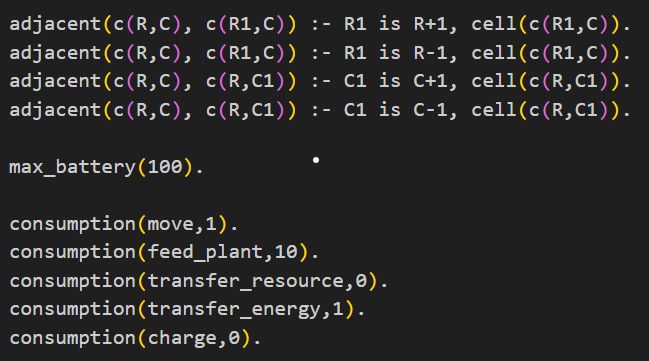 adjacent(c(R,C), c(R1,C)) :- R1 is R+1, cell(c(R1,C)).
adjacent(c(R,C), c(R1,C)) :- R1 is R-1, cell(c(R1,C)).
adjacent(c(R,C), c(R,C1)) :- C1 is C+1, cell(c(R,C1)).
adjacent(c(R,C), c(R,C1)) :- C1 is C-1, cell(c(R,C1)).
max_battery(100).
consumption(move,1).
consumption(feed_plant,10).
consumption(transfer_resource,0).
consumption(transfer_energy,1).
consumption(charge,0).